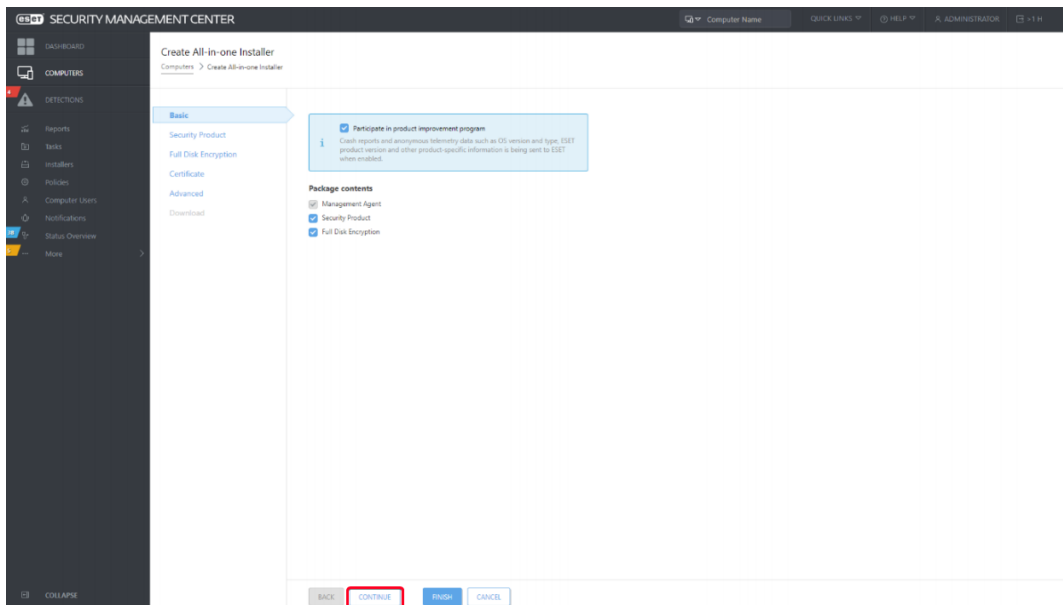 eset SECURITY MANAGEMENT CENTER
Computer Name
QUICK LINKS
HELP
ADMINISTRATOR
>1 H
DASHBOARD
COMPUTERS
DETECTIONS
Reports
Tasks
Installers
Policies
Computer Users
Notifications
Status Overview
More
COLLAPSE
Create All-in-one Installer
Computers > Create All-in-one Installer
Basic
Security Product
Full Disk Encryption
Certificate
Advanced
Download
Participate in product improvement program
Crash reports and anonymous telemetry data such as OS version and type, ESET
product version and other product-specific information is being sent to ESET
when enabled.
Package contents
Management Agent
Security Product
Full Disk Encryption
BACK
CONTINUE
FINISH
CANCEL